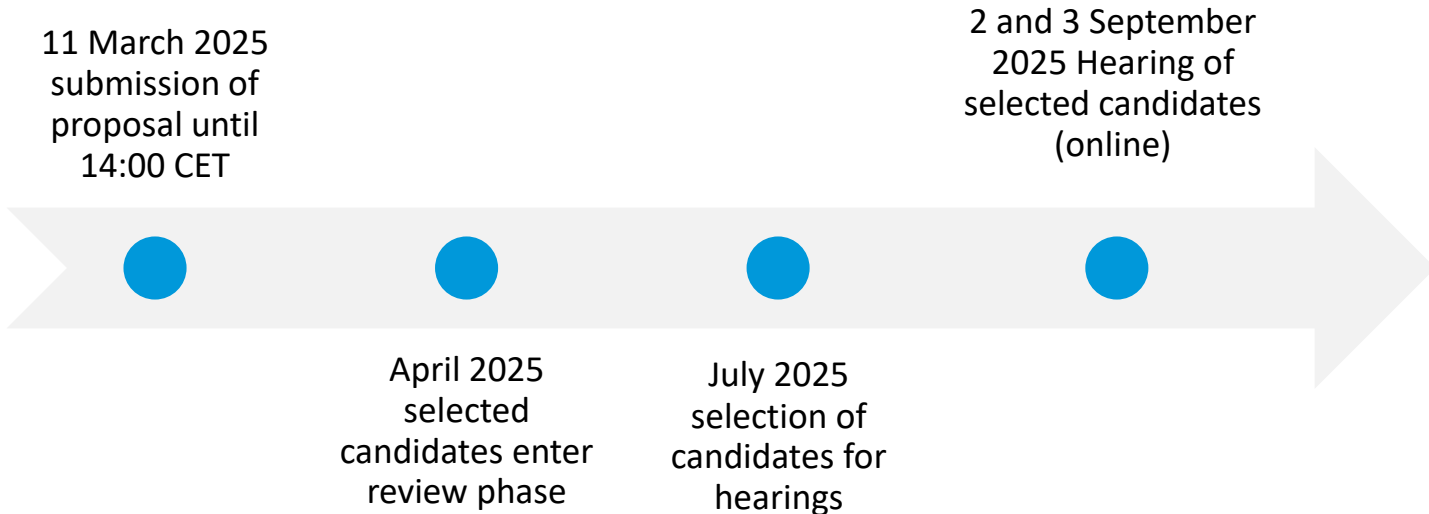 11 March 2025
submission of
proposal until
14:00 CET
April 2025
selected
candidates enter
review phase
July 2025
selection of
candidates for
hearings
2 and 3 September
2025 Hearing of
selected candidates
(online)